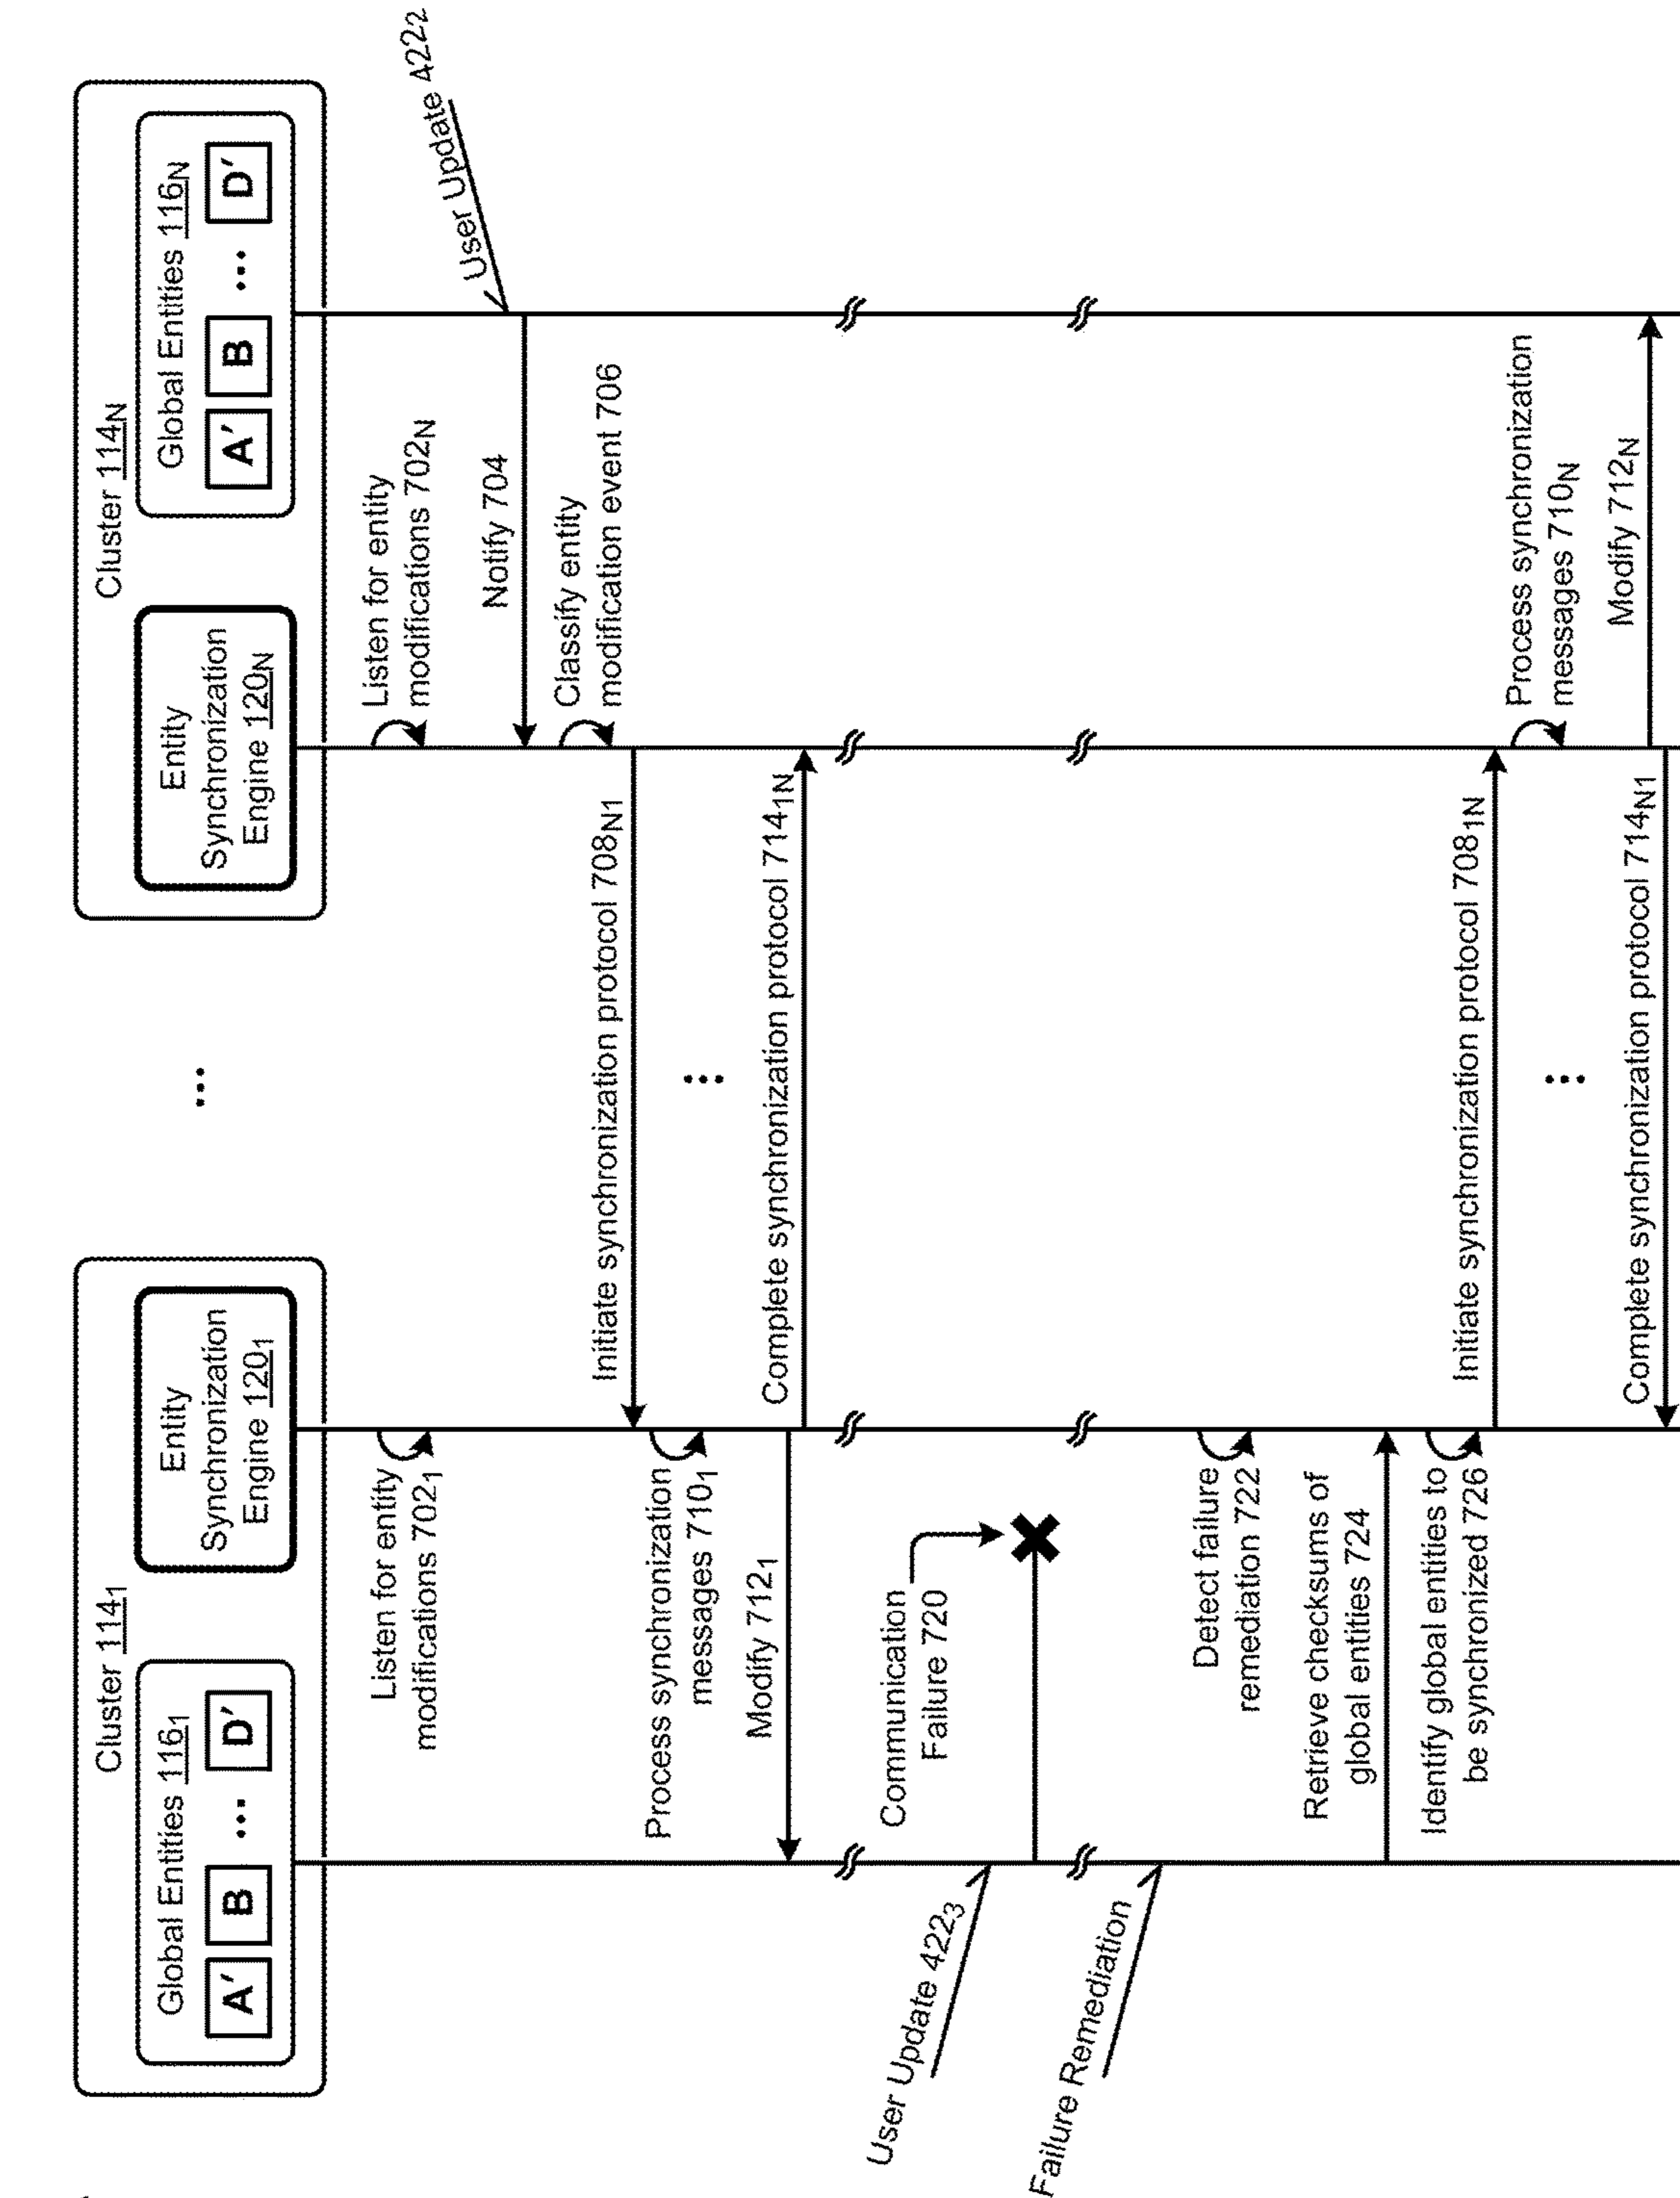 Cluster 114₁
Global Entities 116₁
A′ B ... D′
Entity
Synchronization
Engine 120₁
...
Cluster 114N
Entity
Synchronization
Engine 120N
Global Entities 116N
A′ B ... D′
Listen for entity
modifications 702₁
Listen for entity
modifications 702N
User Update 422₂
Notify 704
Classify entity
modification event 706
Initiate synchronization protocol 708N1
Process synchronization
messages 710₁
...
Modify 712₁
Complete synchronization protocol 7141N
User Update 422₃
Communication
Failure 720
Failure Remediation
Detect failure
remediation 722
Retrieve checksums of
global entities 724
Identify global entities to
be synchronized 726
Initiate synchronization protocol 7081N
Process synchronization
messages 710N
...
Modify 712N
Complete synchronization protocol 714N1